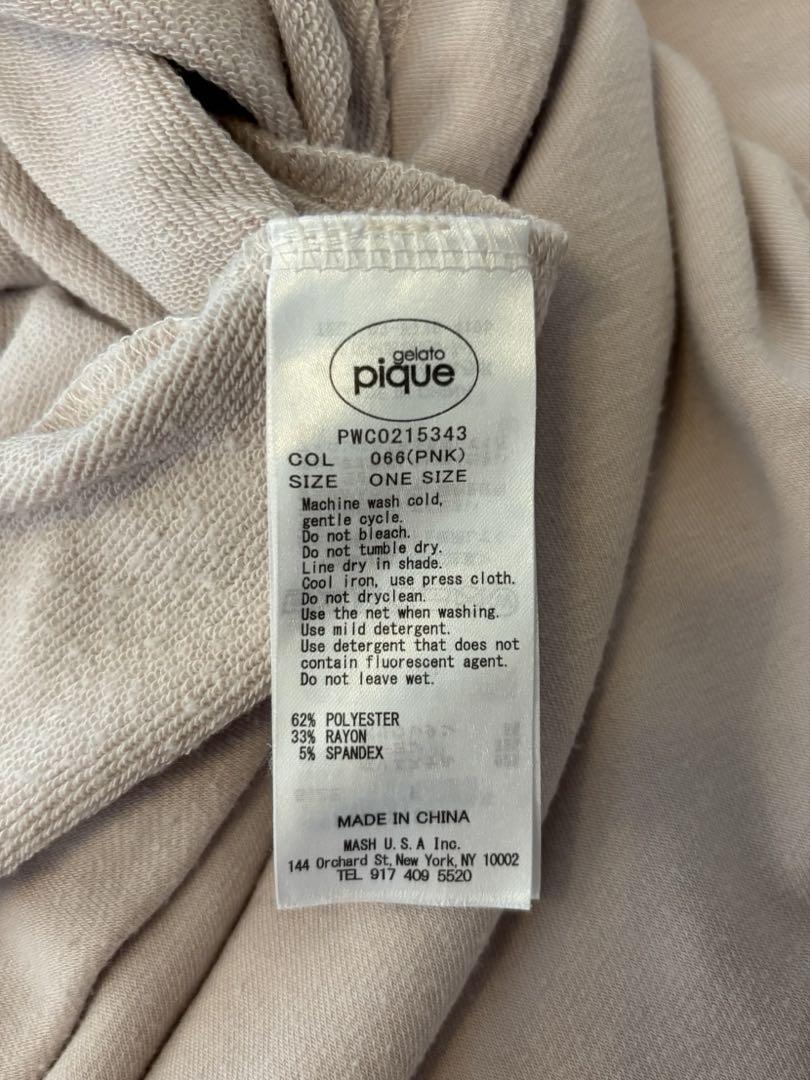 gelato
pique
PWCO215343
COL 066(PNK)
SIZE ONE SIZE
Machine wash cold,
gentle cycle.
Do not bleach.
Do not tumble dry.
Line dry in shade.
Cool iron, use press cloth.
Do not dryclean.
Use the net when washing.
Use mild detergent.
Use detergent that does not
contain fluorescent agent.
Do not leave wet.
62% POLYESTER
33% RAYON
5% SPANDEX
MADE IN CHINA
MASH U.S.A Inc.
144 Orchard St, New York, NY 10002
TEL 917 409 5520